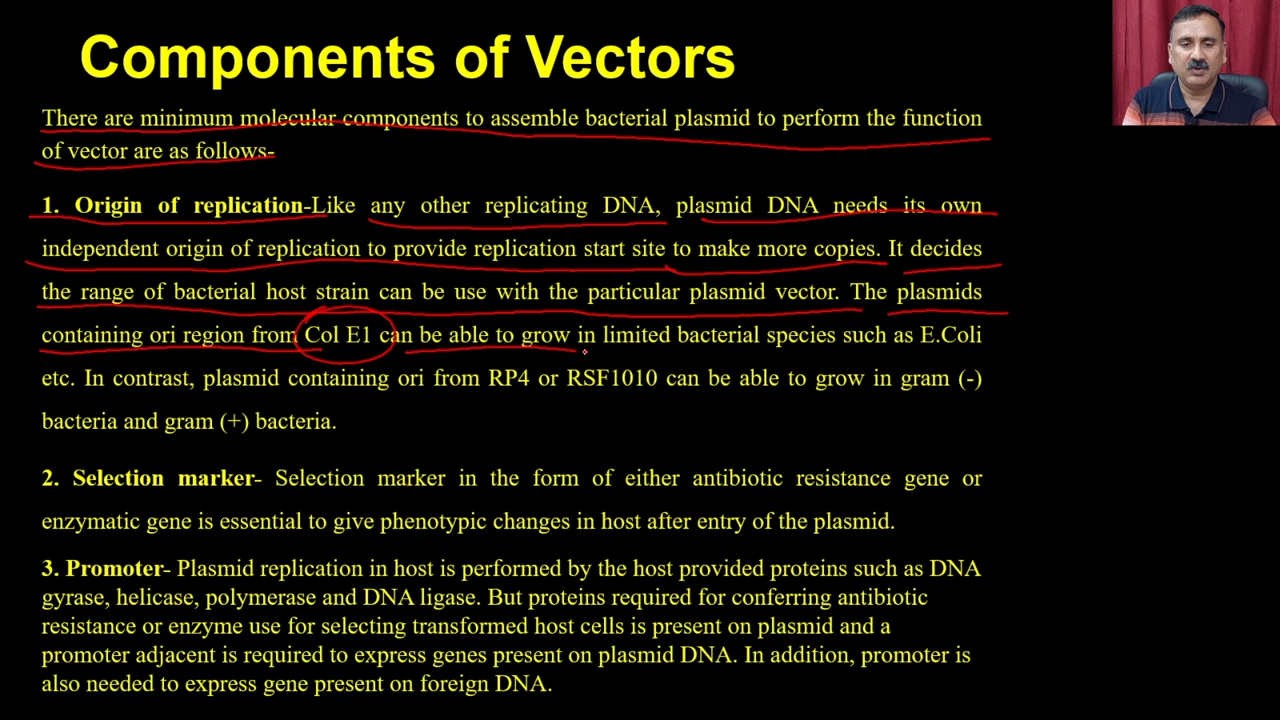 Components of Vectors
There are minimum molecular components to assemble bacterial plasmid to perform the function
of vector are as follows-
1. Origin of replication-Like any other replicating DNA, plasmid DNA needs its own
independent origin of replication to provide replication start site to make more copies. It decides
the range of bacterial host strain can be use with the particular plasmid vector. The plasmids
containing ori region from Col E1 can be able to grow in limited bacterial species such as E.Coli
etc. In contrast, plasmid containing ori from RP4 or RSF1010 can be able to grow in gram (-)
bacteria and gram (+) bacteria.
2. Selection marker- Selection marker in the form of either antibiotic resistance gene or
enzymatic gene is essential to give phenotypic changes in host after entry of the plasmid.
3. Promoter- Plasmid replication in host is performed by the host provided proteins such as DNA
gyrase, helicase, polymerase and DNA ligase. But proteins required for conferring antibiotic
resistance or enzyme use for selecting transformed host cells is present on plasmid and a
promoter adjacent is required to express genes present on plasmid DNA. In addition, promoter is
also needed to express gene present on foreign DNA.